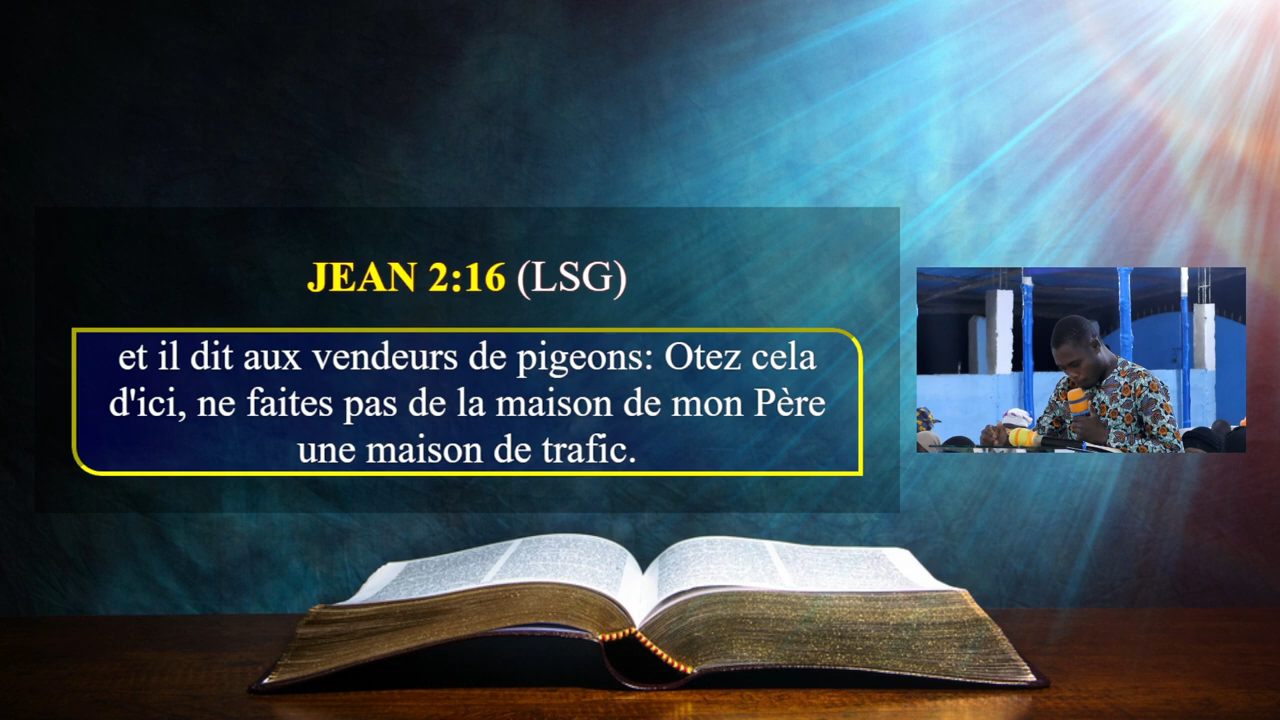 JEAN 2:16 (LSG)
et il dit aux vendeurs de pigeons: Otez cela
d'ici, ne faites pas de la maison de mon Père
une maison de trafic.